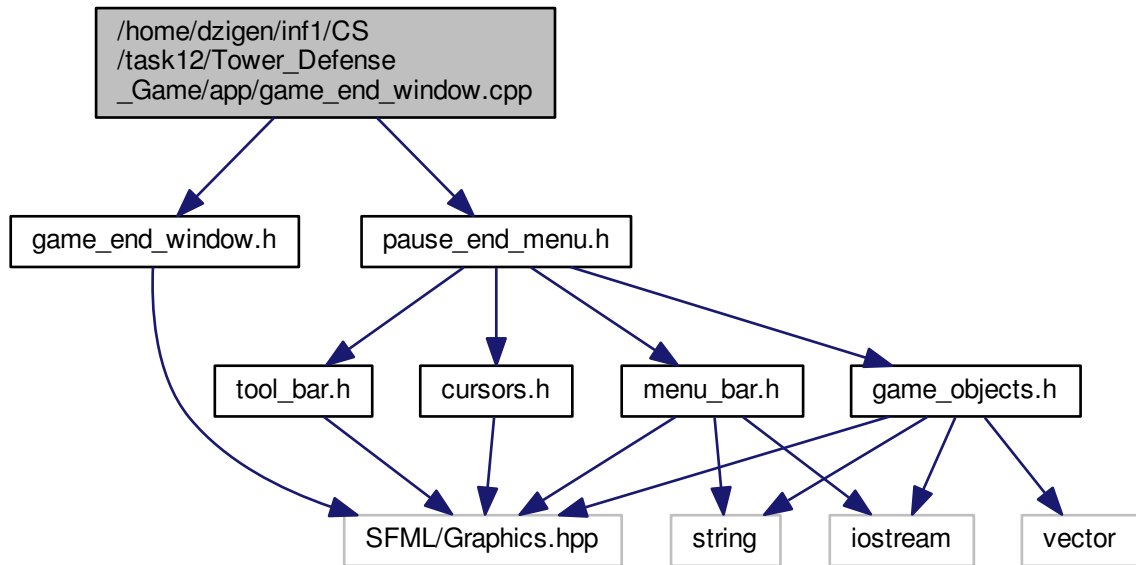 /home/dzigen/inf1/CS
/task12/Tower_Defense
_Game/app/game_end_window.cpp
game_end_window.h
pause_end_menu.h
tool_bar.h
cursors.h
menu_bar.h
game_objects.h
SFML/Graphics.hpp
string
iostream
vector